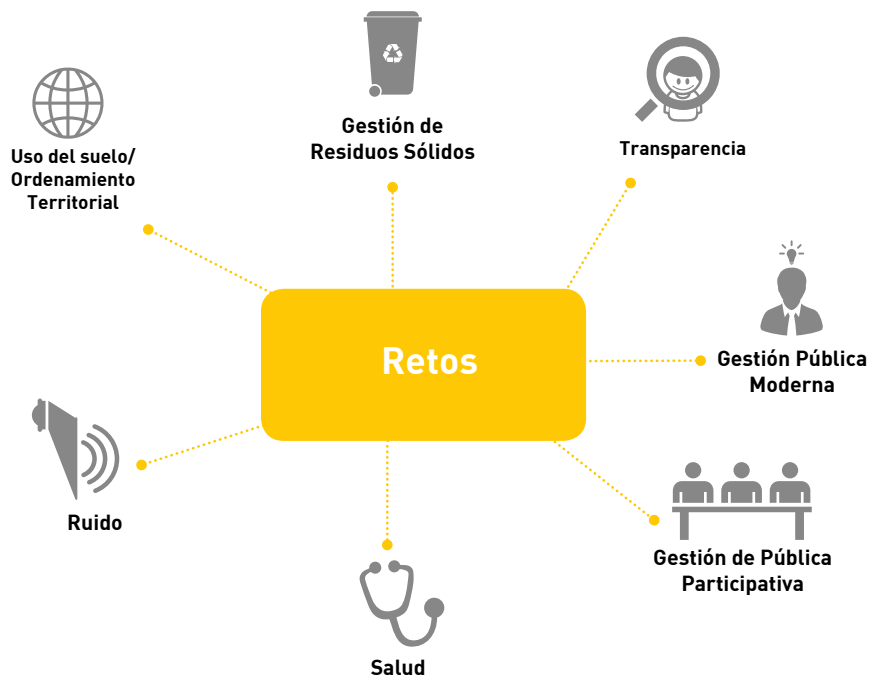 Gestión de
Residuos Sólidos
Transparencia
Uso del suelo/
Ordenamiento
Territorial
Retos
Gestión Pública
Moderna
Ruido
Gestión de Pública
Participativa
Salud